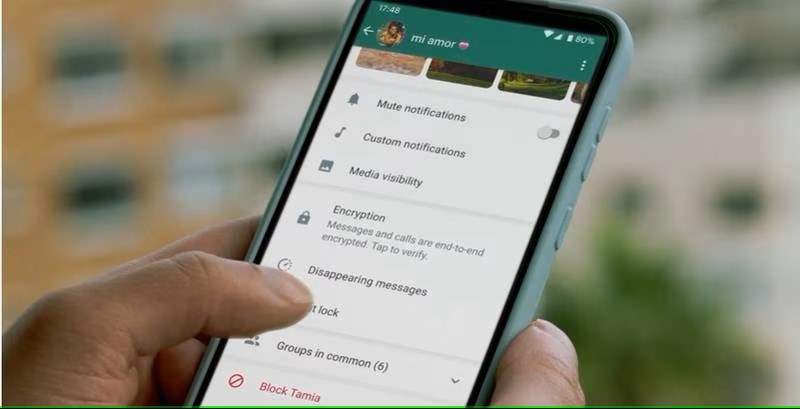 17:48
80%
mi amor
Mute notifications
Custom notifications
Media visibility
Encryption
Messages and calls are end-to-end
encrypted. Tap to verify.
Disappearing messages
t lock
Groups in common (6)
Block Tamia